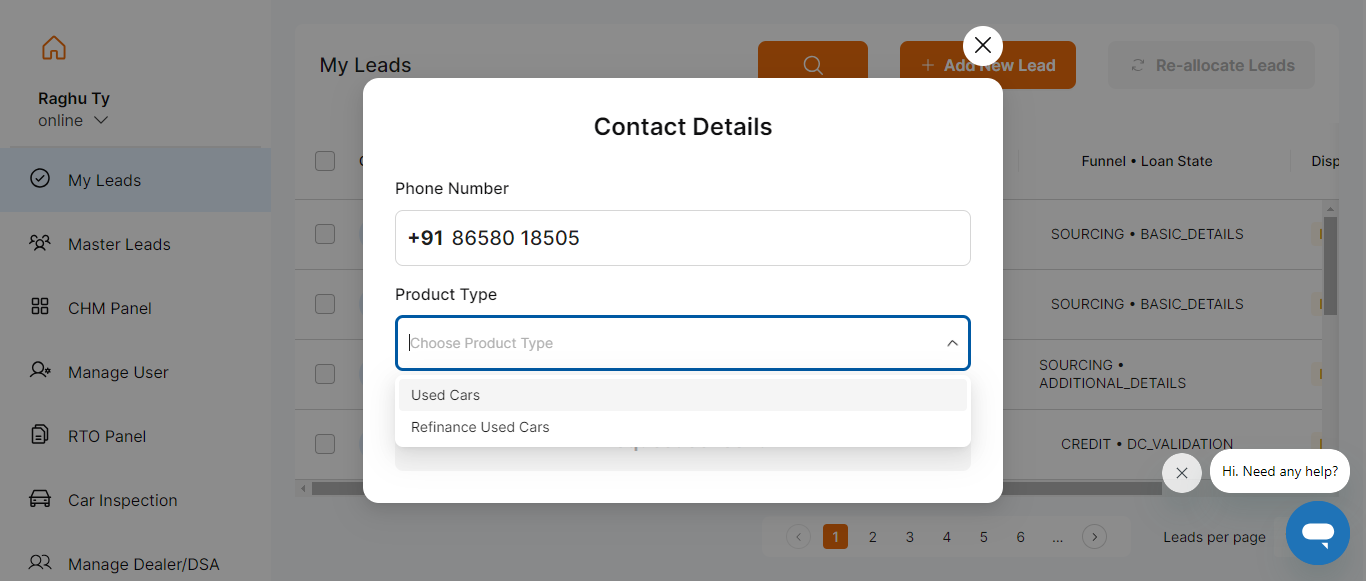 Raghu Ty
online
My Leads
Master Leads
CHM Panel
Manage User
RTO Panel
Car Inspection
Manage Dealer/DSA
My Leads
Add New Lead
Re-allocate Leads
Funnel • Loan State
SOURCING • BASIC_DETAILS
SOURCING • BASIC_DETAILS
SOURCING •
ADDITIONAL_DETAILS
CREDIT • DC_VALIDATION
Contact Details
Phone Number
+91 86580 18505
Product Type
Choose Product Type
Used Cars
Refinance Used Cars
1 2 3 4 5 6 ...
Leads per page
Hi. Need any help?